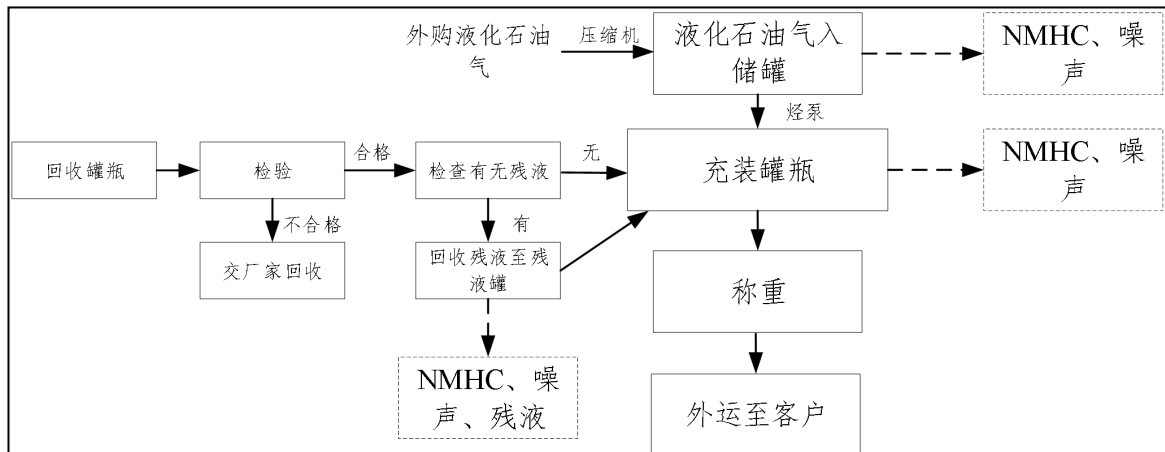 外购液化石油
气
压缩机
液化石油气入
储罐
NMHC、噪
声
烃泵
回收罐瓶
检验
合格
检查有无残液
无
充装罐瓶
NMHC、噪
声
不合格
有
交厂家回收
回收残液至残
液罐
称重
NMHC、噪
声、残液
外运至客户